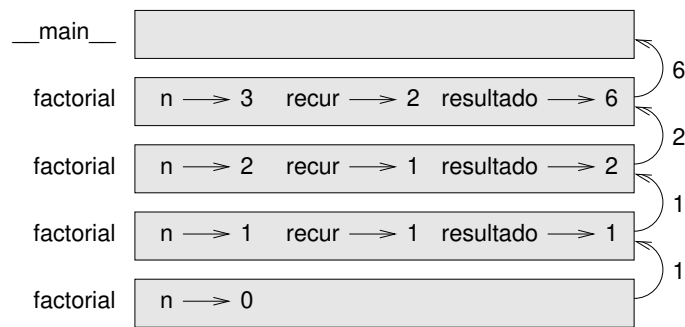 __main__
6
factorial n 3 recur 2 resultado 6
2
factorial n 2 recur 1 resultado 2
1
factorial n 1 recur 1 resultado 1
1
factorial n 0